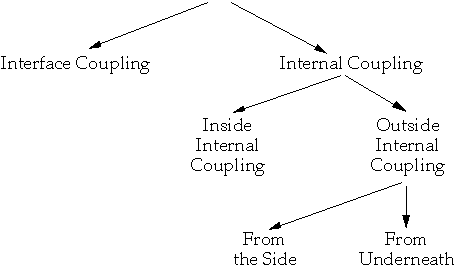 Interface Coupling
Internal Coupling
Inside
Internal
Coupling
Outside
Internal
Coupling
From
the Side
From
Underneath